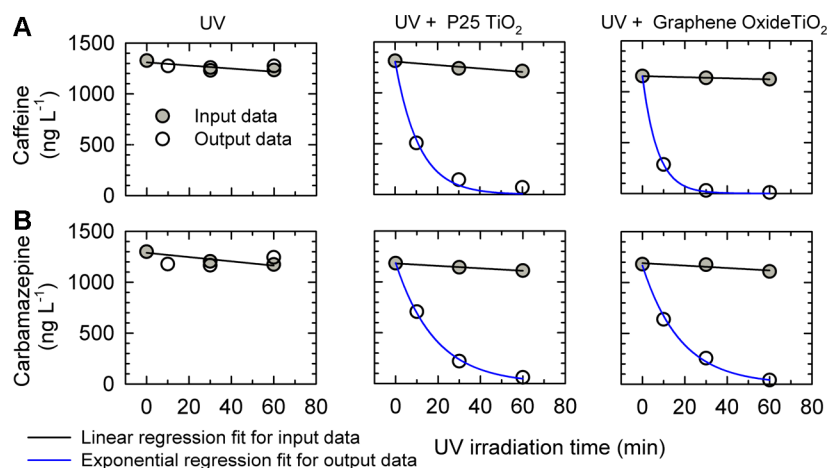 A
UV
UV + P25 TiO₂
UV + Graphene OxideTiO₂
Caffeine
(ng L⁻¹)
1500
1000
500
0
Input data
Output data
B
Carbamazepine
(ng L⁻¹)
1500
1000
500
0
0 20 40 60 80
0 20 40 60 80
0 20 40 60 80
Linear regression fit for input data
Exponential regression fit for output data
UV irradiation time (min)